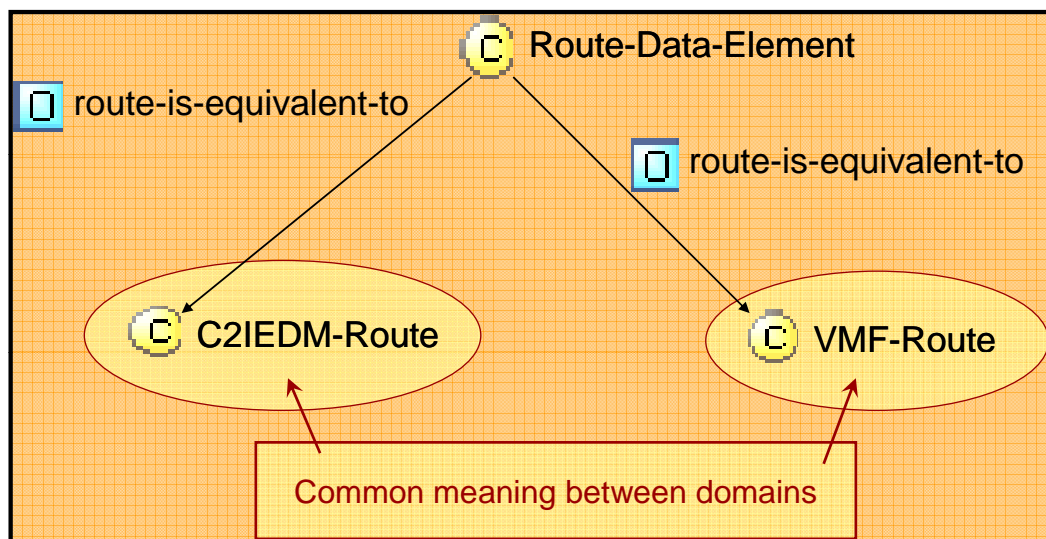 C Route-Data-Element
O route-is-equivalent-to
O route-is-equivalent-to
C C2IEDM-Route
C VMF-Route
Common meaning between domains